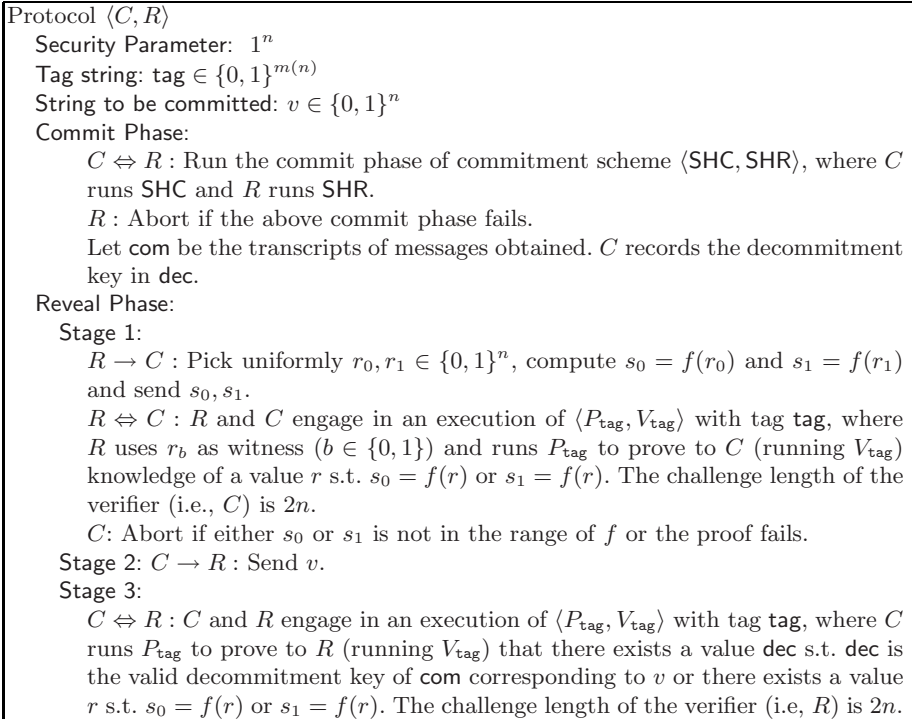 Protocol ⟨C, R⟩
Security Parameter: 1^n
Tag string: tag ∈ {0, 1}^{m(n)}
String to be committed: v ∈ {0, 1}^n
Commit Phase:
C ⇔ R : Run the commit phase of commitment scheme ⟨SHC, SHR⟩, where C
runs SHC and R runs SHR.
R : Abort if the above commit phase fails.
Let com be the transcripts of messages obtained. C records the decommitment
key in dec.
Reveal Phase:
Stage 1:
R → C : Pick uniformly r_0, r_1 ∈ {0, 1}^n, compute s_0 = f(r_0) and s_1 = f(r_1)
and send s_0, s_1.
R ⇔ C : R and C engage in an execution of ⟨P_tag, V_tag⟩ with tag tag, where
R uses r_b as witness (b ∈ {0, 1}) and runs P_tag to prove to C (running V_tag)
knowledge of a value r s.t. s_0 = f(r) or s_1 = f(r). The challenge length of the
verifier (i.e., C) is 2n.
C: Abort if either s_0 or s_1 is not in the range of f or the proof fails.
Stage 2: C → R : Send v.
Stage 3:
C ⇔ R : C and R engage in an execution of ⟨P_tag, V_tag⟩ with tag tag, where C
runs P_tag to prove to R (running V_tag) that there exists a value dec s.t. dec is
the valid decommitment key of com corresponding to v or there exists a value
r s.t. s_0 = f(r) or s_1 = f(r). The challenge length of the verifier (i.e, R) is 2n.